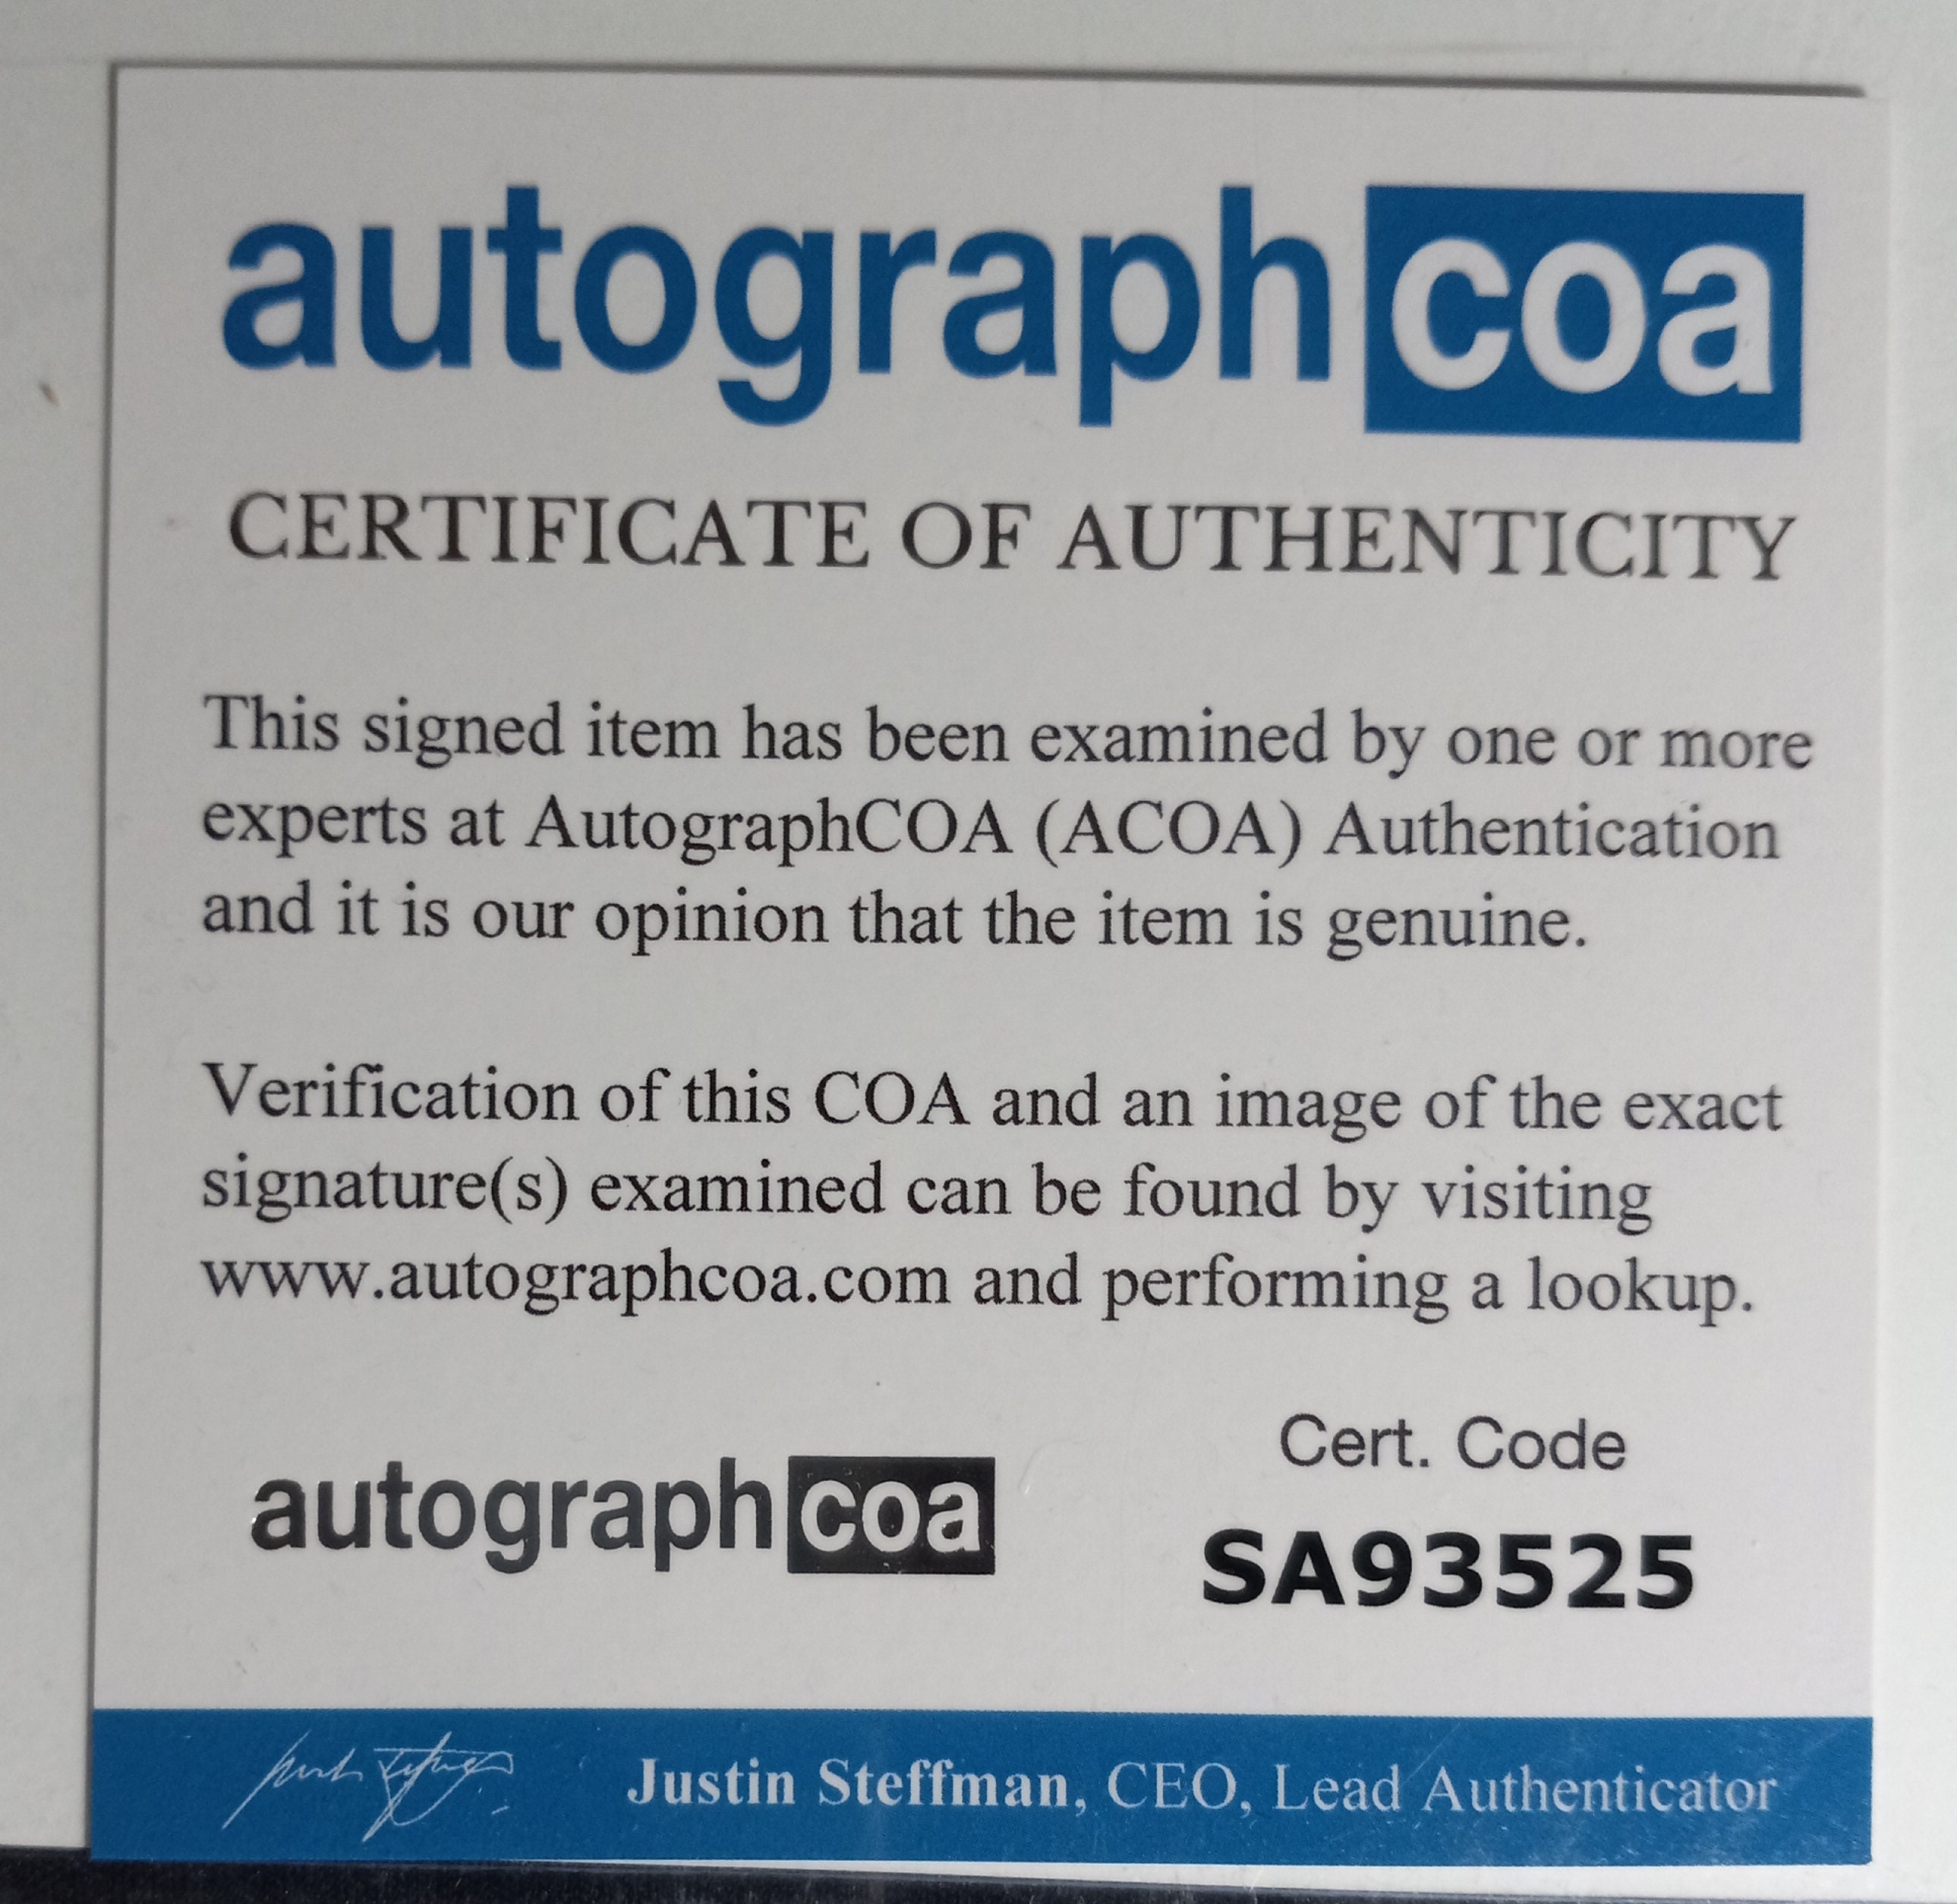 autographcoa
CERTIFICATE OF AUTHENTICITY
This signed item has been examined by one or more
experts at AutographCOA (ACOA) Authentication
and it is our opinion that the item is genuine.
Verification of this COA and an image of the exact
signature(s) examined can be found by visiting
www.autographcoa.com and performing a lookup.
autographcoa
Cert. Code
SA93525
Justin Steffman, CEO, Lead Authenticator